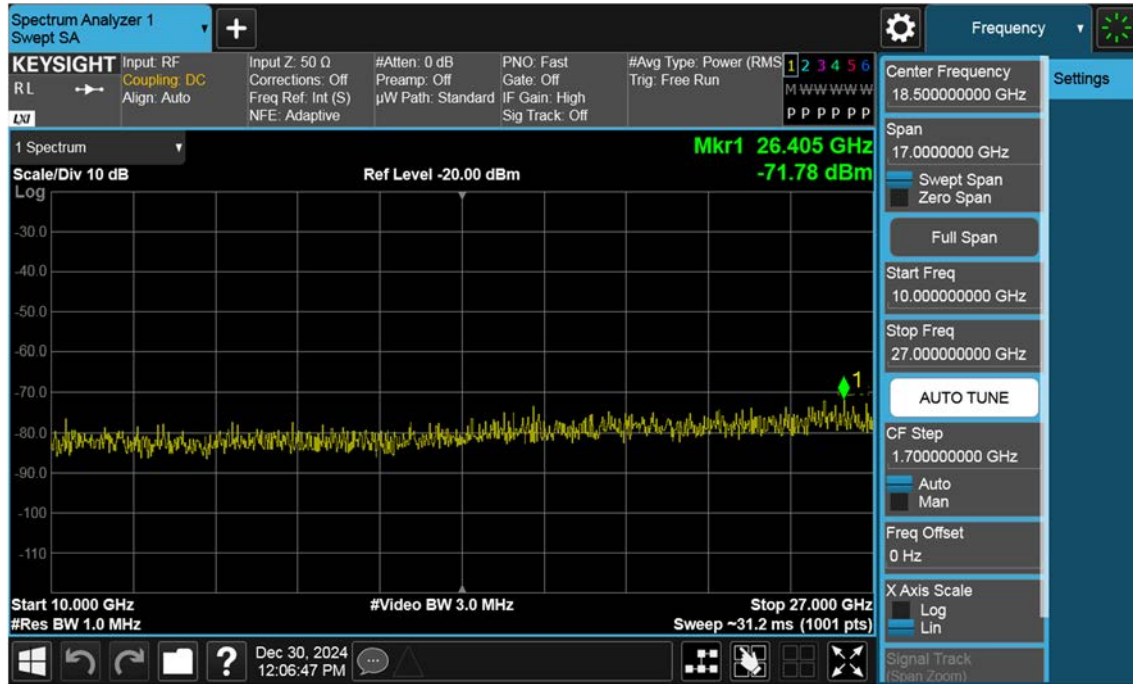 Spectrum Analyzer 1
Swept SA
Frequency
KEYSIGHT
R L
LXI
Input: RF
Coupling: DC
Align: Auto
Input Z: 50 Ω
Corrections: Off
Freq Ref: Int (S)
NFE: Adaptive
#Atten: 0 dB
Preamp: Off
µW Path: Standard
PNO: Fast
Gate: Off
IF Gain: High
Sig Track: Off
#Avg Type: Power (RMS
Trig: Free Run
1 2 3 4 5 6
M W W W W W
P P P P P P
1 Spectrum
Mkr1 26.405 GHz
-71.78 dBm
Scale/Div 10 dB
Ref Level -20.00 dBm
Log
-30.0
-40.0
-50.0
-60.0
-70.0
-80.0
-90.0
-100
-110
1
Start 10.000 GHz
#Video BW 3.0 MHz
Stop 27.000 GHz
#Res BW 1.0 MHz
Sweep ~31.2 ms (1001 pts)
?
Dec 30, 2024
12:06:47 PM
Center Frequency
18.500000000 GHz
Settings
Span
17.0000000 GHz
Swept Span
Zero Span
Full Span
Start Freq
10.000000000 GHz
Stop Freq
27.000000000 GHz
AUTO TUNE
CF Step
1.700000000 GHz
Auto
Man
Freq Offset
0 Hz
X Axis Scale
Log
Lin
Signal Track
(Span Zoom)